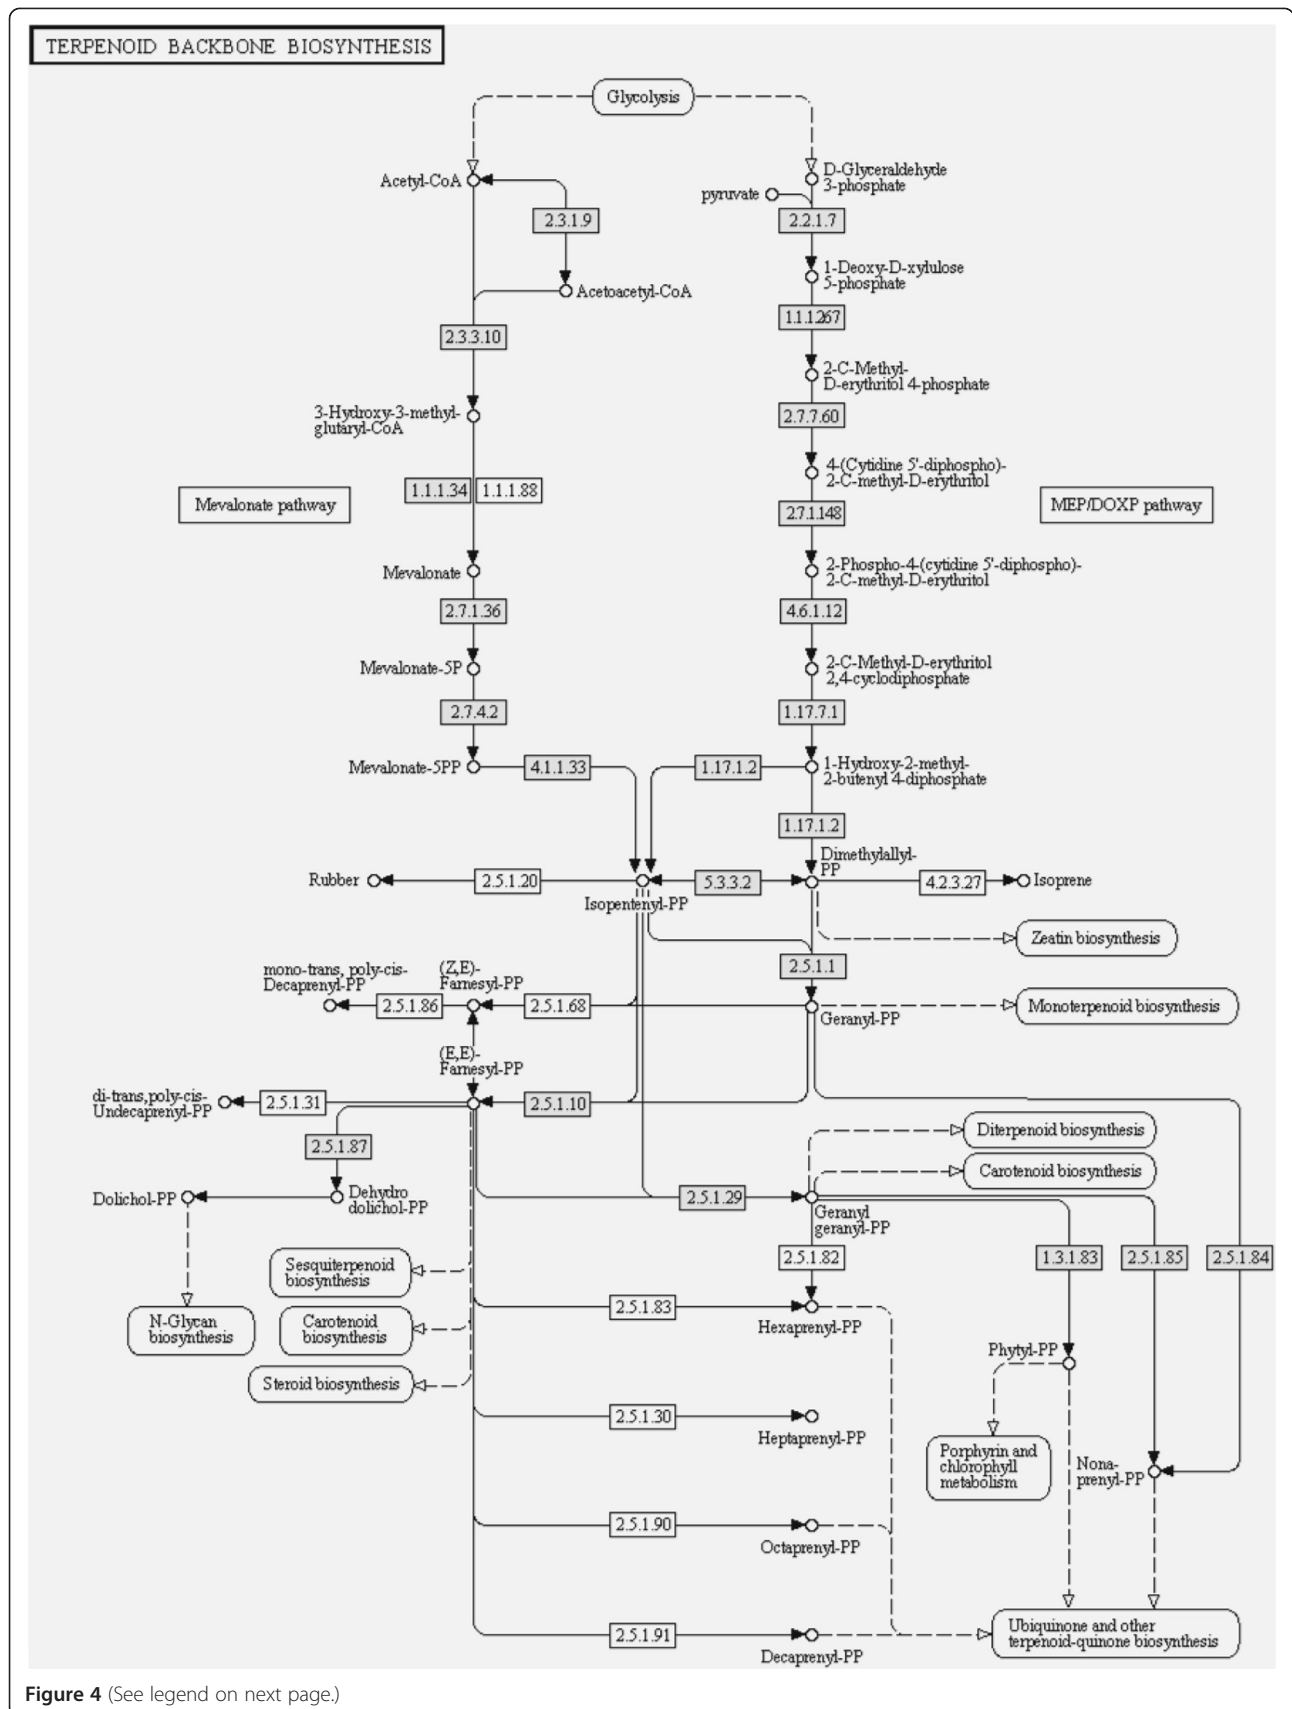 TERPENOID BACKBONE BIOSYNTHESIS
Glycolysis
Acetyl-CoA
D-Glyceraldehyde
3-phosphate
pyruvate
2.3.1.9
2.2.1.7
1-Deoxy-D-xylulose
5-phosphate
Acetoacetyl-CoA
1.1.1.267
2.3.3.10
2-C-Methyl-
D-erythritol 4-phosphate
3-Hydroxy-3-methyl-
glutaryl-CoA
2.7.7.60
4-(Cytidine 5'-diphospho)-
2-C-methyl-D-erythritol
1.1.1.34
1.1.1.88
Mevalonate pathway
2.7.1.148
MEP/DOXP pathway
Mevalonate
2-Phospho-4-(cytidine 5'-diphospho)-
2-C-methyl-D-erythritol
2.7.1.36
4.6.1.12
Mevalonate-5P
2-C-Methyl-D-erythritol
2,4-cyclodiphosphate
2.7.4.2
1.17.7.1
Mevalonate-5PP
4.1.1.33
1.17.1.2
1-Hydroxy-2-methyl-
2-butenyl 4-diphosphate
1.17.1.2
Dimethylallyl-
PP
Rubber
2.5.1.20
5.3.3.2
4.2.3.27
Isoprene
Isopentenyl-PP
Zeatin biosynthesis
2.5.1.1
mono-trans, poly-cis-
Decaprenyl-PP
(Z,E)-
Farnesyl-PP
2.5.1.86
2.5.1.68
Geranyl-PP
Monoterpenoid biosynthesis
(E,E)-
Farnesyl-PP
di-trans,poly-cis-
Undecaprenyl-PP
2.5.1.31
2.5.1.10
Diterpenoid biosynthesis
2.5.1.87
Carotenoid biosynthesis
Dolichol-PP
Dehydro
dolichol-PP
2.5.1.29
Geranyl
geranyl-PP
Sesquiterpenoid
biosynthesis
2.5.1.82
1.3.1.83
2.5.1.85
2.5.1.84
N-Glycan
biosynthesis
Carotenoid
biosynthesis
2.5.1.83
Hexaprenyl-PP
Phytyl-PP
Steroid biosynthesis
2.5.1.30
Heptaprenyl-PP
Porphyrin and
chlorophyll
metabolism
Nona-
prenyl-PP
2.5.1.90
Octaprenyl-PP
2.5.1.91
Decaprenyl-PP
Ubiquinone and other
terpenoid-quinone biosynthesis
Figure 4 (See legend on next page.)